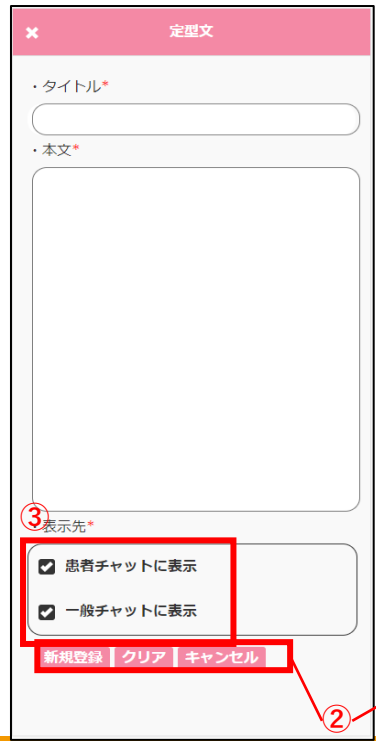 × 定型文
・タイトル*
・本文*
③
・表示先*
患者チャットに表示
一般チャットに表示
新規登録 クリア キャンセル
②